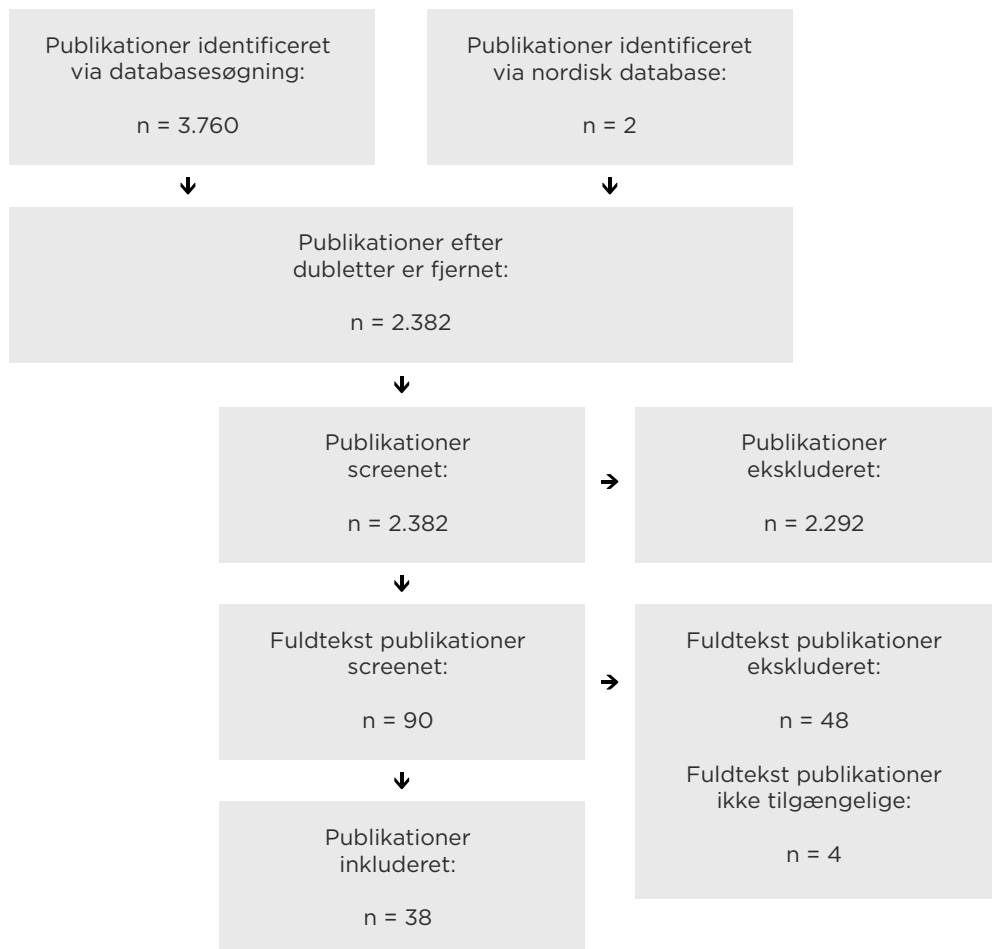 Publikationer identificeret
via databasesøgning:
n = 3.760
Publikationer identificeret
via nordisk database:
n = 2
Publikationer efter
dubletter er fjernet:
n = 2.382
Publikationer
screenet:
n = 2.382
Publikationer
ekskluderet:
n = 2.292
Fuldtekst publikationer
screenet:
n = 90
Fuldtekst publikationer
ekskluderet:
n = 48
Fuldtekst publikationer
ikke tilgængelige:
n = 4
Publikationer
inkluderet:
n = 38